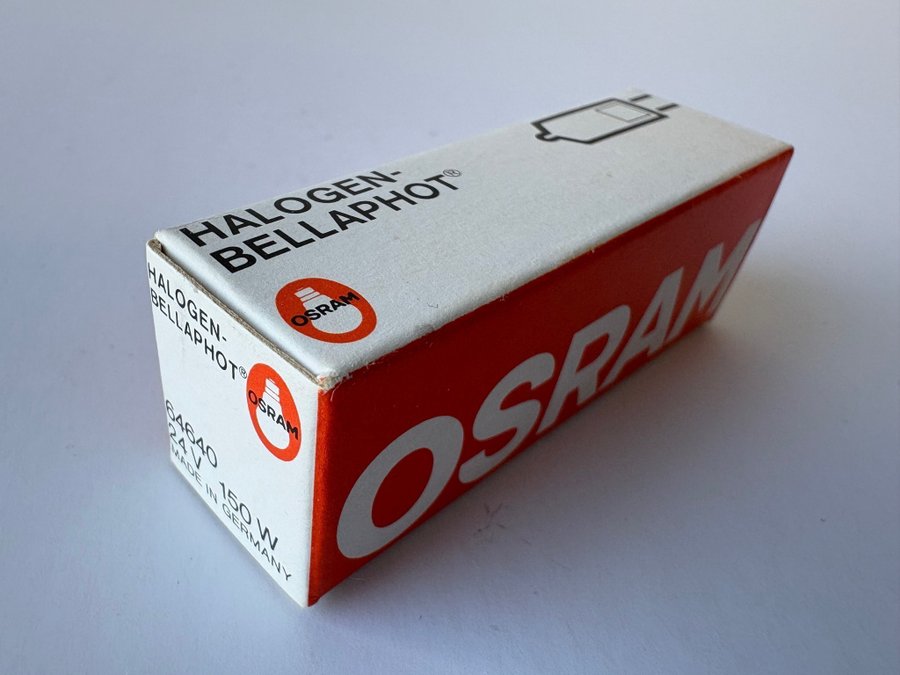 HALOGEN-
BELLAPHOT®
OSRAM
HALOGEN-
BELLAPHOT®
OSRAM
64640
24 V 150 W
MADE IN GERMANY
OSRAM